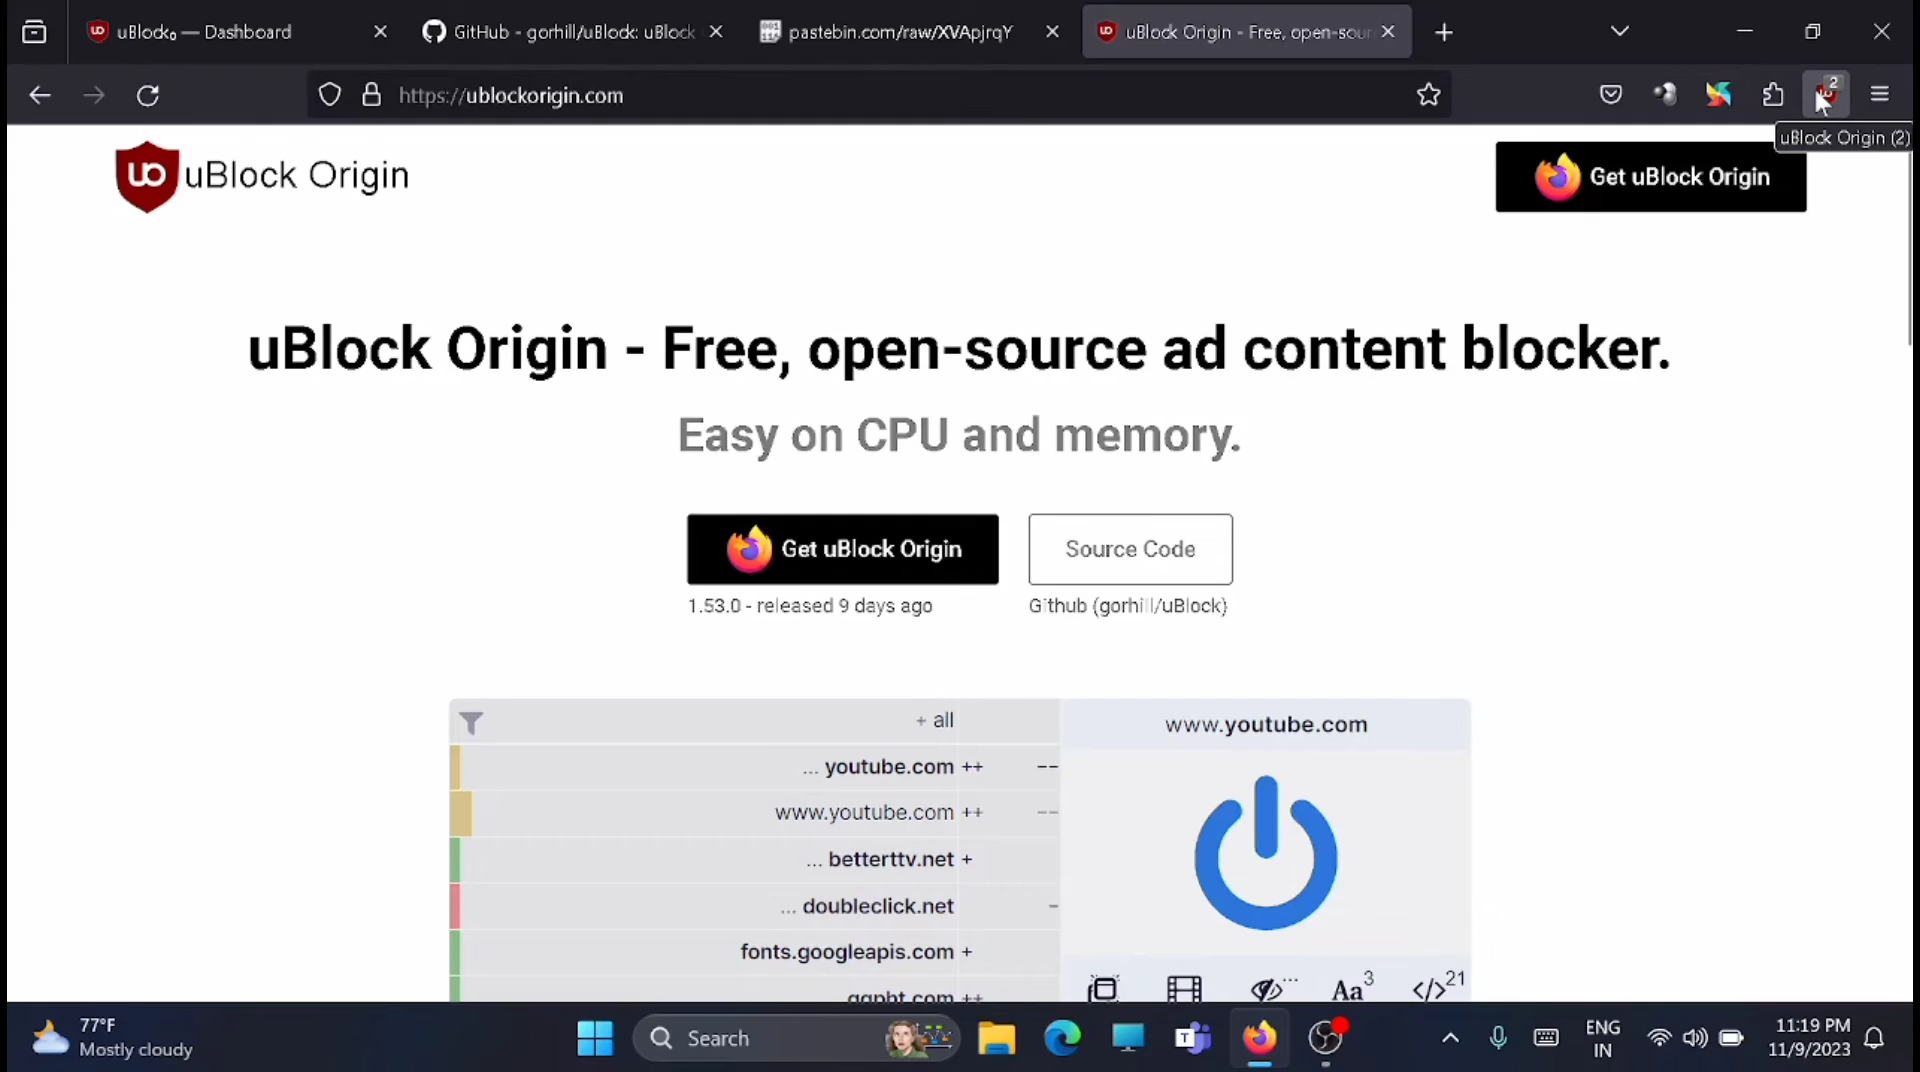 uBlock₀ — Dashboard
GitHub - gorhill/uBlock: uBlock
pastebin.com/raw/XVApjrqY
uBlock Origin - Free, open-sour
https://ublockorigin.com
2
uBlock Origin (2)
uBlock Origin
Get uBlock Origin
uBlock Origin - Free, open-source ad content blocker.
Easy on CPU and memory.
Get uBlock Origin
Source Code
1.53.0 - released 9 days ago
Github (gorhill/uBlock)
+ all
www.youtube.com
... youtube.com ++ --
www.youtube.com ++ --
... betterttv.net +
... doubleclick.net -
fonts.googleapis.com +
ggpht.com ++
Aa 3
</> 21
77°F
Mostly cloudy
Search
ENG
IN
11:19 PM
11/9/2023